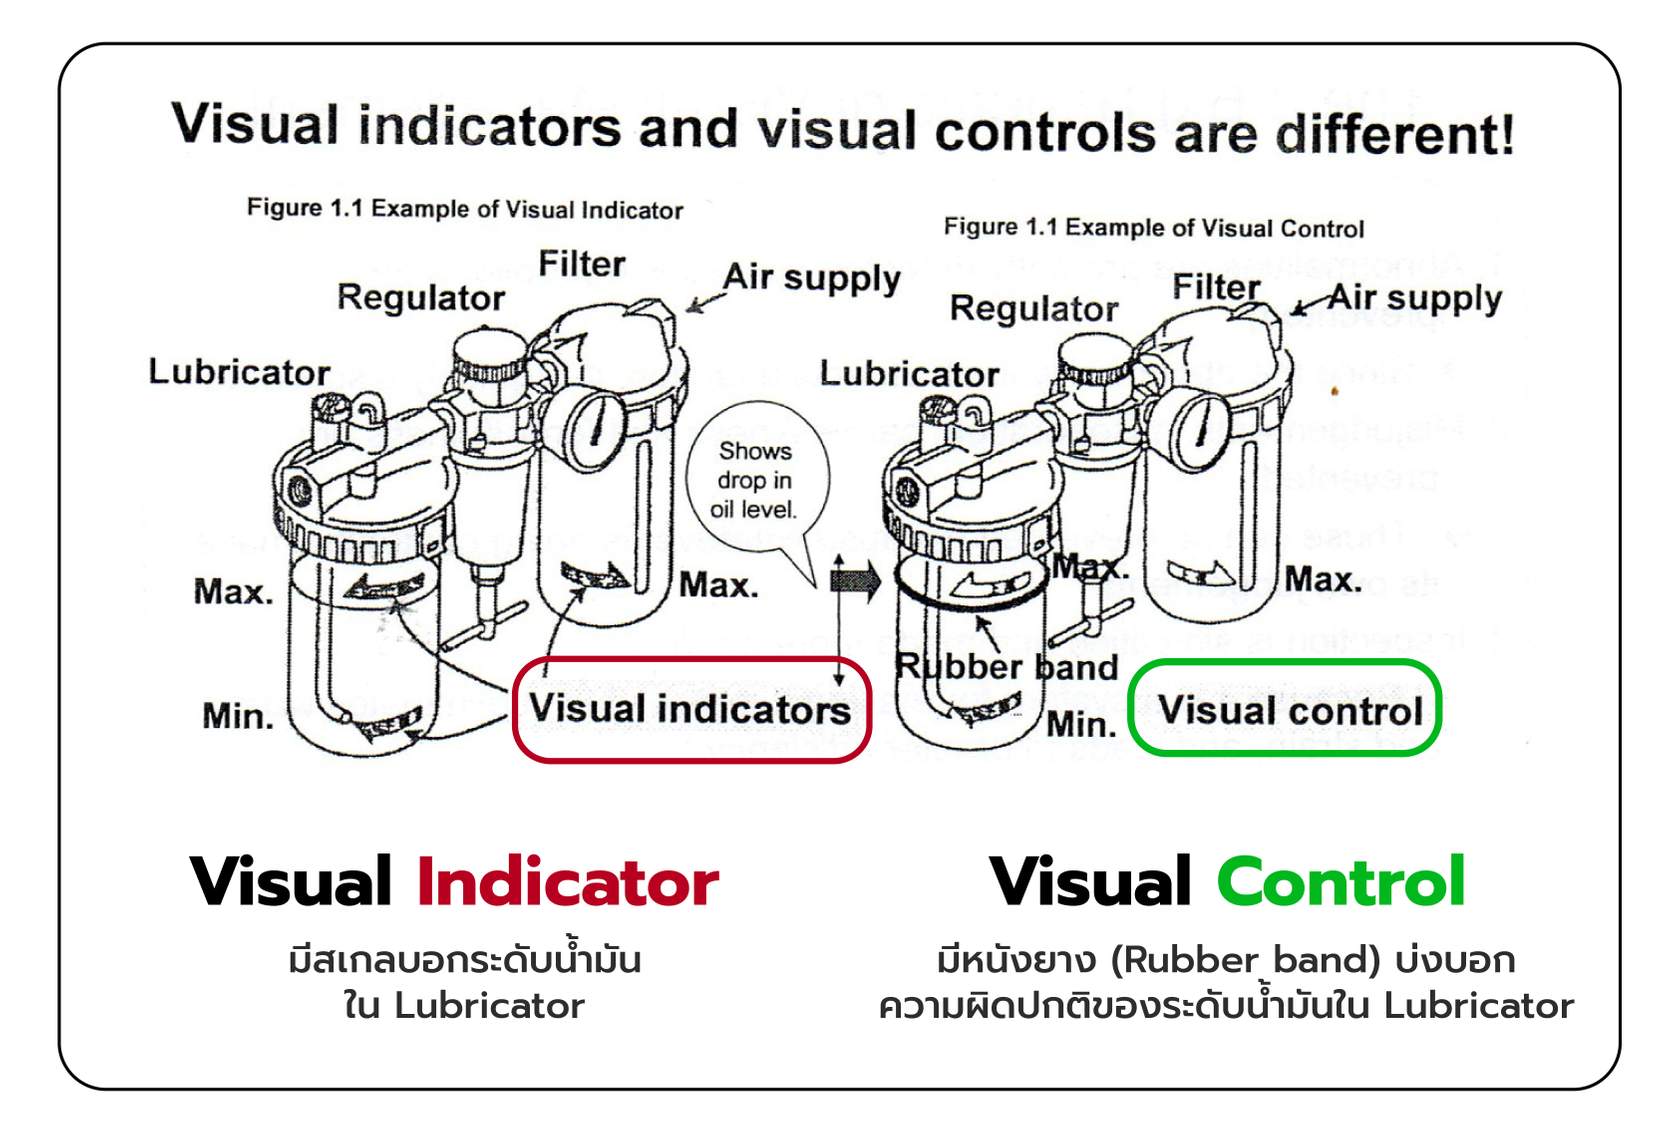 Visual indicators and visual controls are different!
Figure 1.1 Example of Visual Indicator
Filter
Air supply
Regulator
Lubricator
Shows
drop in
oil level.
Max.
Max.
Visual indicators
Min.
Figure 1.1 Example of Visual Control
Filter
Air supply
Regulator
Lubricator
Max.
Max.
Rubber band
Min.
Visual control
Visual Indicator
มีสเกลบอกระดับน้ำมัน
ใน Lubricator
Visual Control
มีหนังยาง (Rubber band) บ่งบอก
ความผิดปกติของระดับน้ำมันใน Lubricator